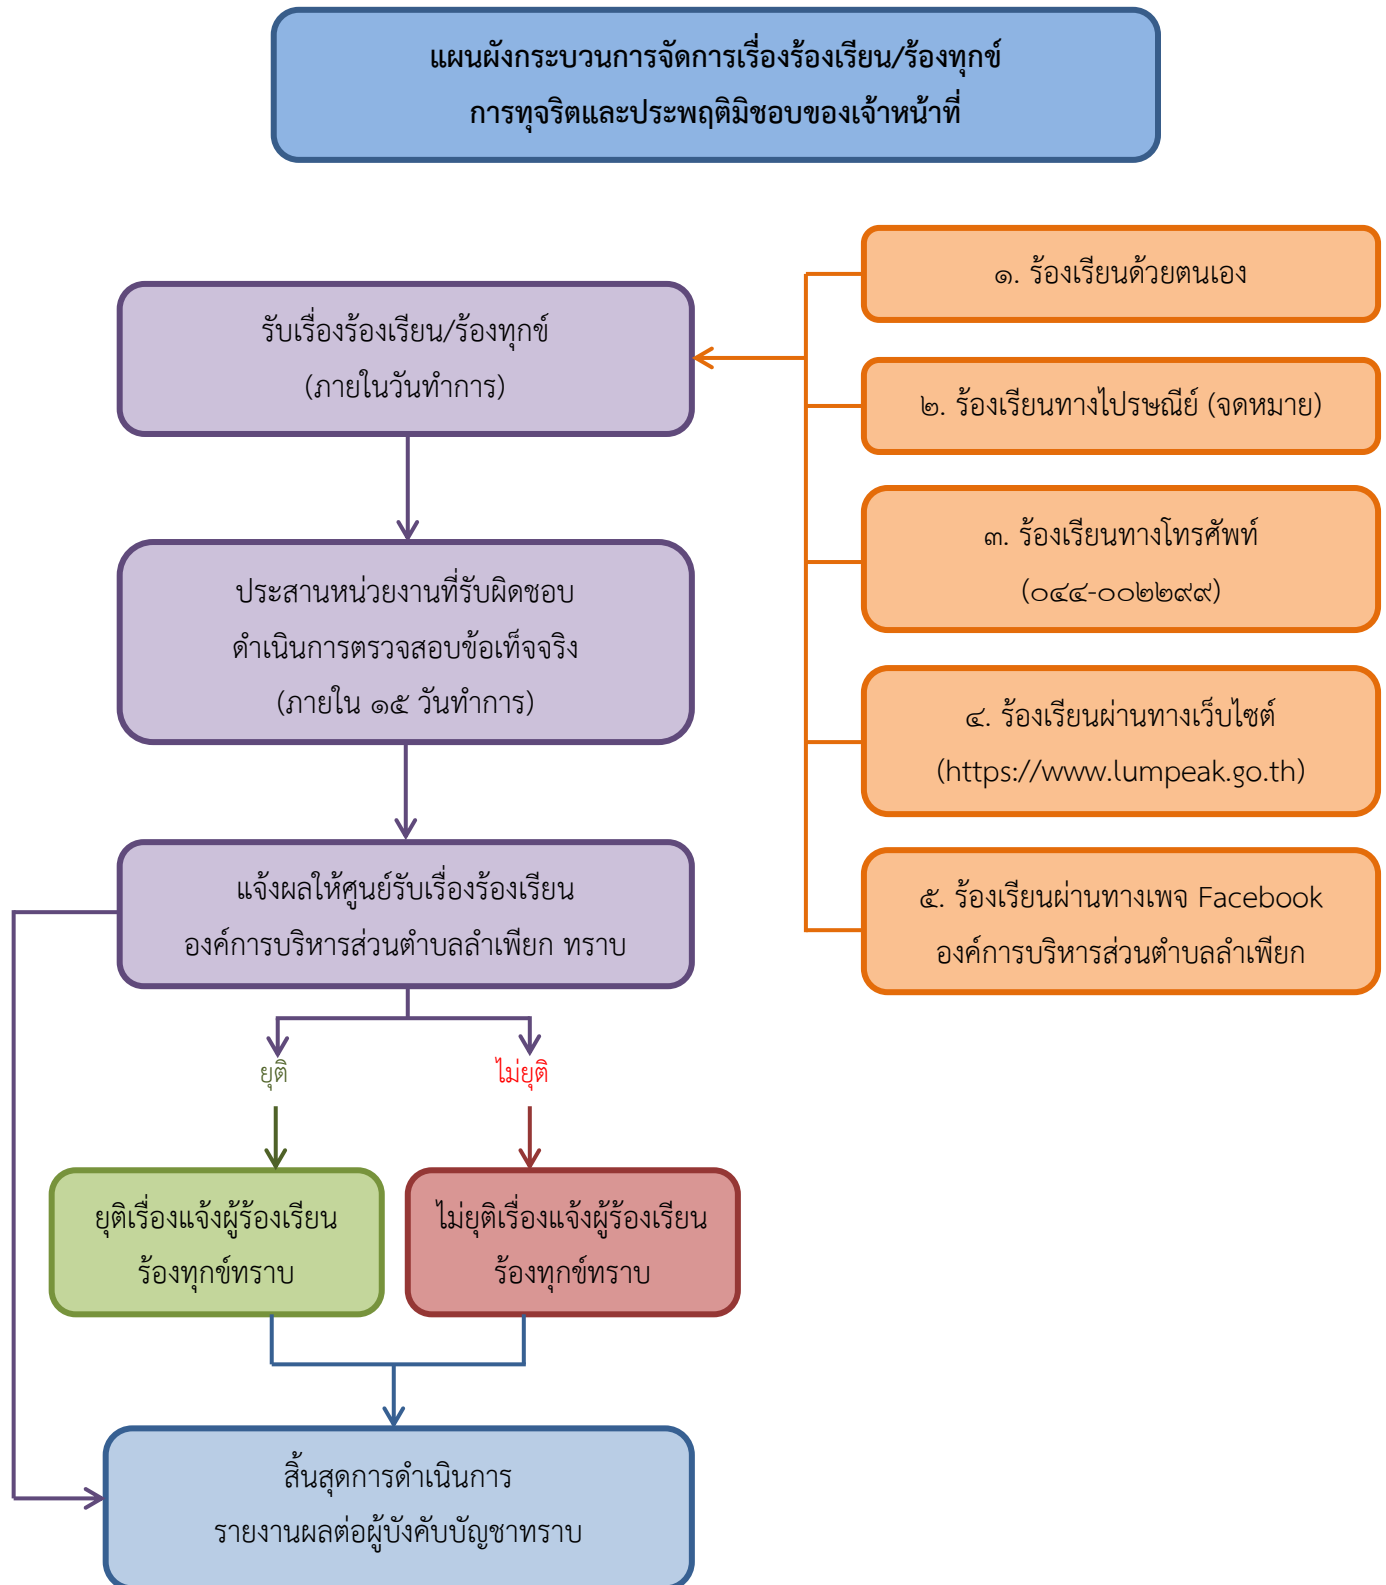 แผนผังกระบวนการจัดการเรื่องร้องเรียน/ร้องทุกข์
การทุจริตและประพฤติมิชอบของเจ้าหน้าที่
๑. ร้องเรียนด้วยตนเอง
รับเรื่องร้องเรียน/ร้องทุกข์
(ภายในวันทำการ)
๒. ร้องเรียนทางไปรษณีย์ (จดหมาย)
๓. ร้องเรียนทางโทรศัพท์
(๐๔๔-๐๐๒๒๙๙)
ประสานหน่วยงานที่รับผิดชอบ
ดำเนินการตรวจสอบข้อเท็จจริง
(ภายใน ๑๕ วันทำการ)
๔. ร้องเรียนผ่านทางเว็บไซต์
(https://www.lumpeak.go.th)
แจ้งผลให้ศูนย์รับเรื่องร้องเรียน
องค์การบริหารส่วนตำบลลำเพียก ทราบ
๕. ร้องเรียนผ่านทางเพจ Facebook
องค์การบริหารส่วนตำบลลำเพียก
ยุติ
ไม่ยุติ
ยุติเรื่องแจ้งผู้ร้องเรียน
ร้องทุกข์ทราบ
ไม่ยุติเรื่องแจ้งผู้ร้องเรียน
ร้องทุกข์ทราบ
สิ้นสุดการดำเนินการ
รายงานผลต่อผู้บังคับบัญชาทราบ